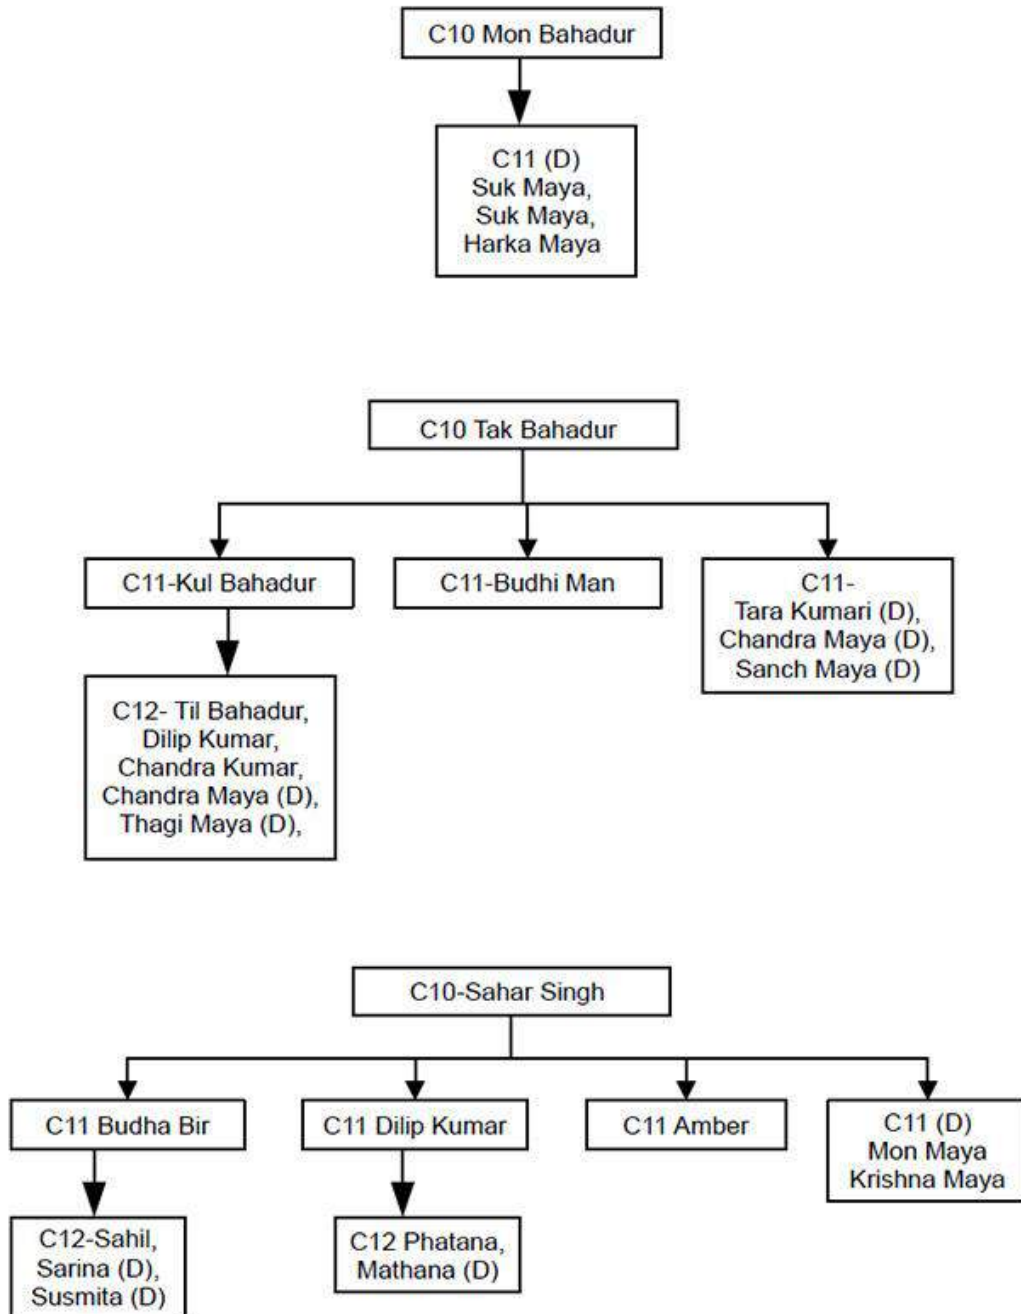 C10 Mon Bahadur
C11 (D)
Suk Maya,
Suk Maya,
Harka Maya
C10 Tak Bahadur
C11-Kul Bahadur
C11-Budhi Man
C11-
Tara Kumari (D),
Chandra Maya (D),
Sanch Maya (D)
C12- Til Bahadur,
Dilip Kumar,
Chandra Kumar,
Chandra Maya (D),
Thagi Maya (D),
C10-Sahar Singh
C11 Budha Bir
C11 Dilip Kumar
C11 Amber
C11 (D)
Mon Maya
Krishna Maya
C12-Sahil,
Sarina (D),
Susmita (D)
C12 Phatana,
Mathana (D)